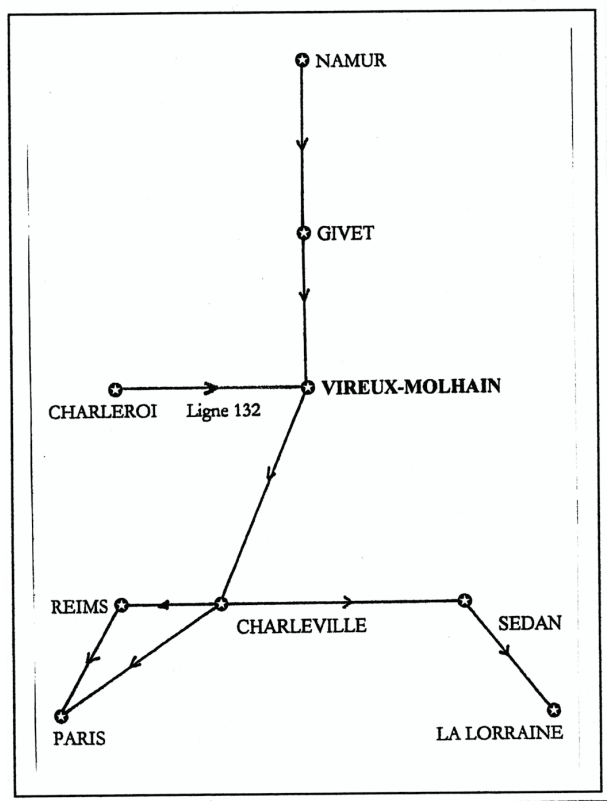 NAMUR
GIVET
VIREUX-MOLHAIN
CHARLEROI
Ligne 132
REIMS
CHARLEVILLE
SEDAN
PARIS
LA LORRAINE